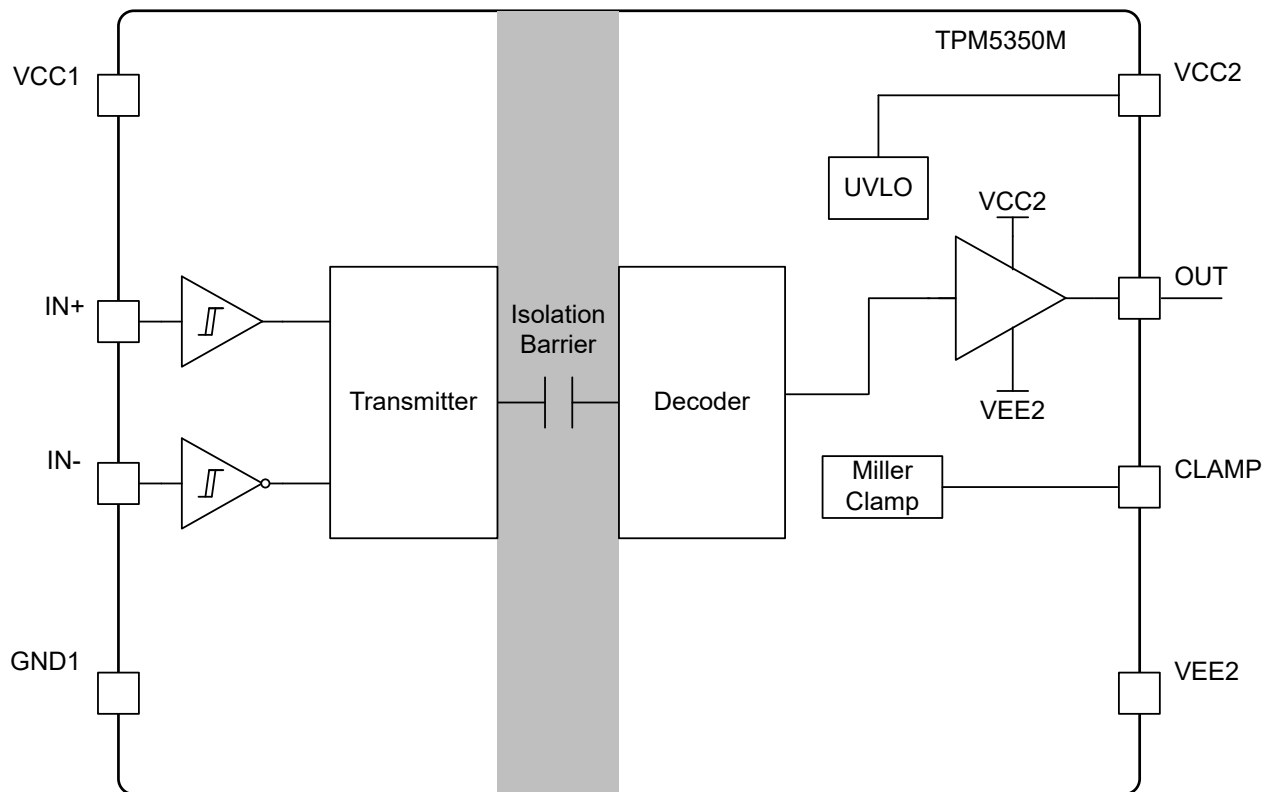 TPM5350M
VCC1
VCC2
UVLO
VCC2
IN+
OUT
Isolation
Barrier
Transmitter
Decoder
VEE2
IN-
Miller
Clamp
CLAMP
GND1
VEE2